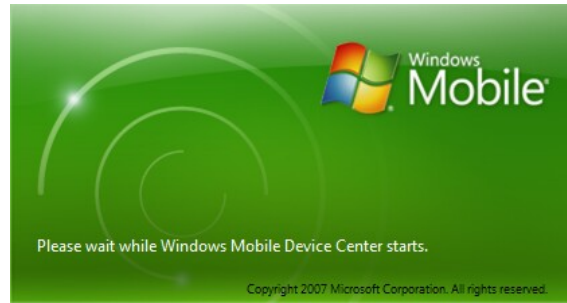 Windows
Mobile®
Please wait while Windows Mobile Device Center starts.
Copyright 2007 Microsoft Corporation. All rights reserved.